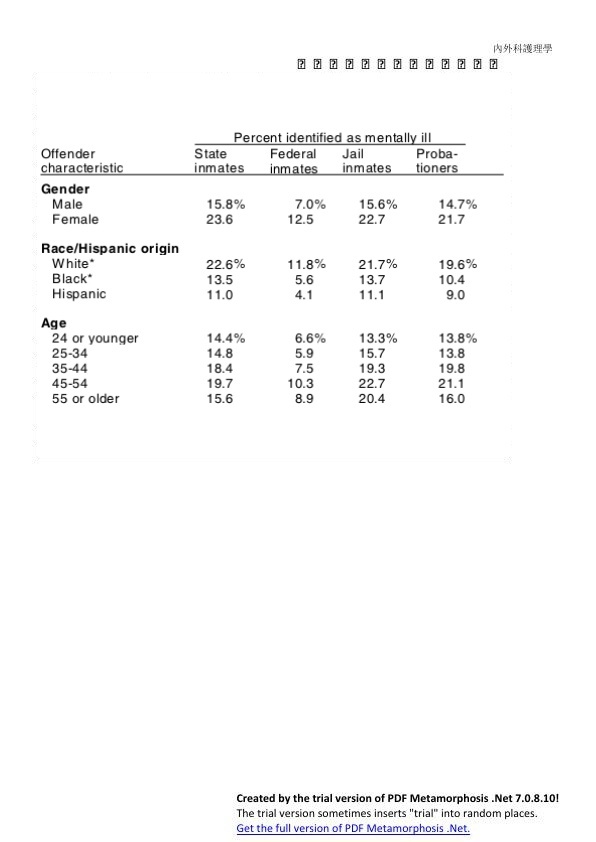 內外科護理學
Percent identified as mentally ill
Offender State Federal Jail Proba-
characteristic inmates inmates inmates tioners
Gender
Male 15.8% 7.0% 15.6% 14.7%
Female 23.6 12.5 22.7 21.7
Race/Hispanic origin
White* 22.6% 11.8% 21.7% 19.6%
Black* 13.5 5.6 13.7 10.4
Hispanic 11.0 4.1 11.1 9.0
Age
24 or younger 14.4% 6.6% 13.3% 13.8%
25-34 14.8 5.9 15.7 13.8
35-44 18.4 7.5 19.3 19.8
45-54 19.7 10.3 22.7 21.1
55 or older 15.6 8.9 20.4 16.0
Created by the trial version of PDF Metamorphosis .Net 7.0.8.10!
The trial version sometimes inserts "trial" into random places.
Get the full version of PDF Metamorphosis .Net.